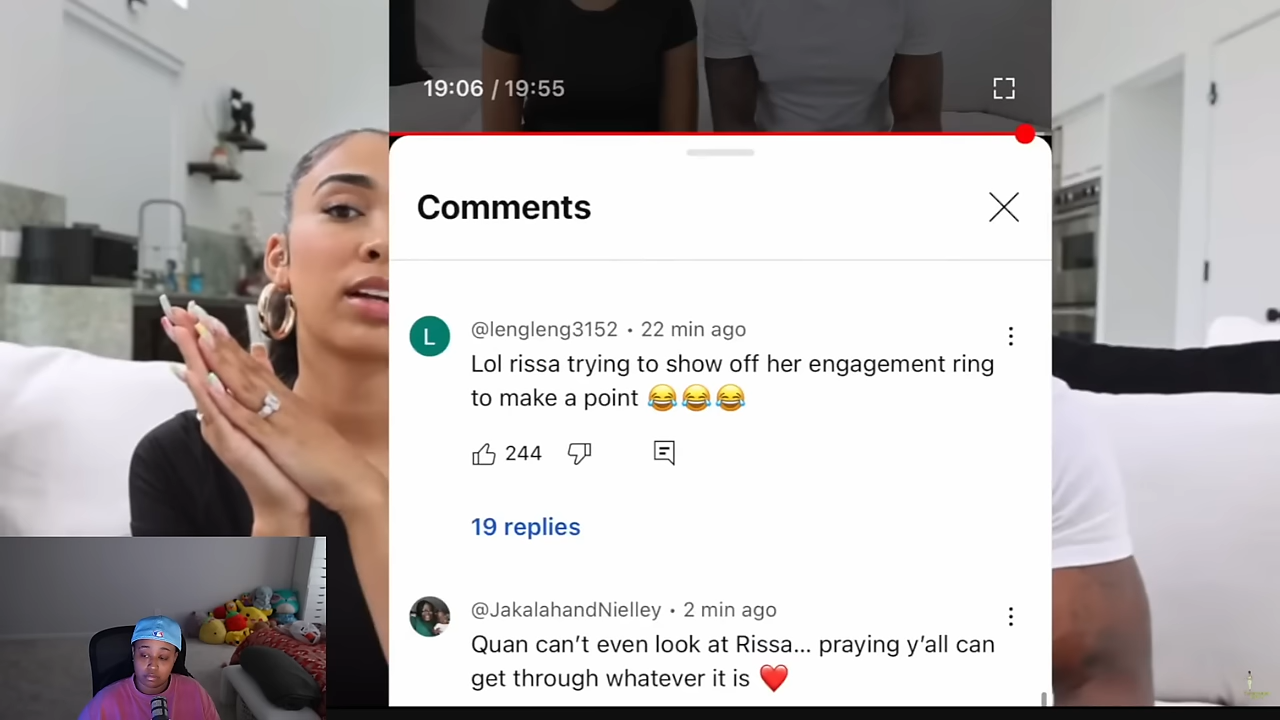 19:06 / 19:55
Comments
L
@lengleng3152 • 22 min ago
Lol rissa trying to show off her engagement ring
to make a point 😂😂😂
244
19 replies
@JakalahandNielley • 2 min ago
Quan can’t even look at Rissa... praying y’all can
get through whatever it is ❤️